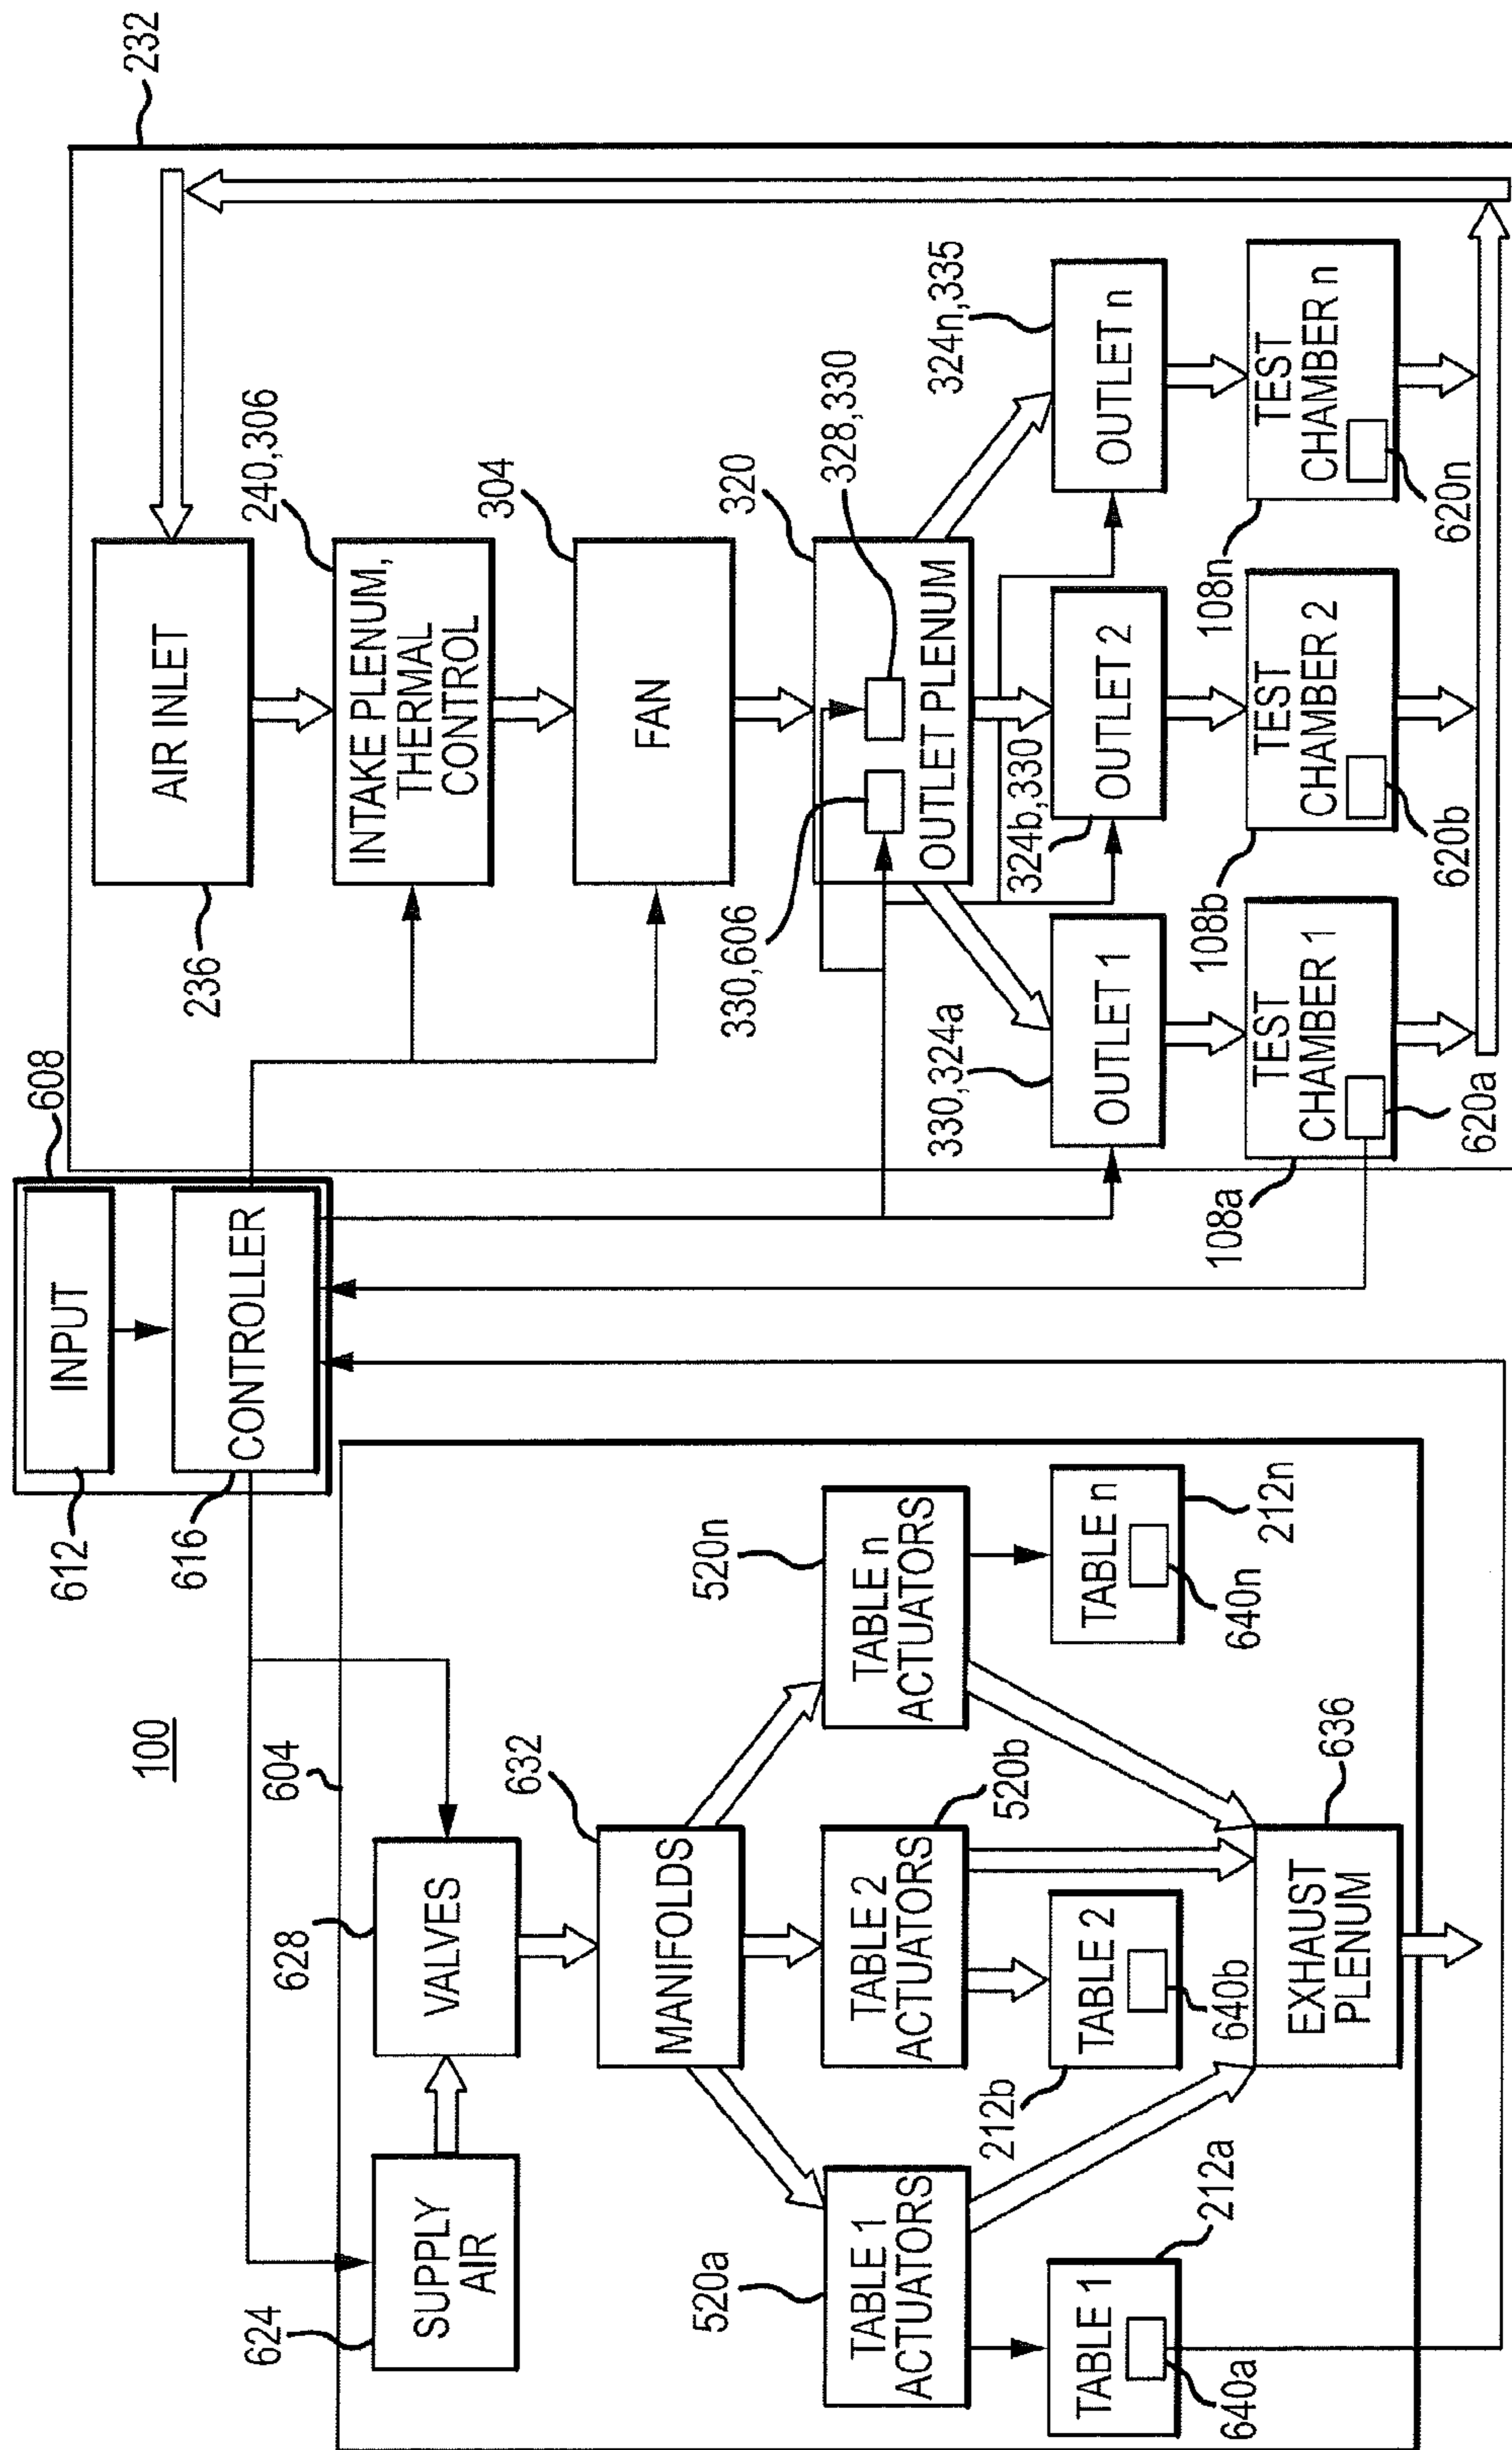 100
608
INPUT
612
CONTROLLER
616
604
624
SUPPLY
AIR
628
VALVES
632
MANIFOLDS
520a
TABLE 1
ACTUATORS
TABLE 2
ACTUATORS
520b
520n
TABLE n
ACTUATORS
TABLE 1
640a
212a
212b
TABLE 2
640b
TABLE n
640n
212n
EXHAUST
PLENUM
636
232
236
AIR INLET
240,306
INTAKE PLENUM,
THERMAL
CONTROL
304
FAN
320
328,330
330,606
OUTLET PLENUM
330,324a
OUTLET 1
324b,330
OUTLET 2
324n,335
OUTLET n
108a
TEST
CHAMBER 1
620a
108b
TEST
CHAMBER 2
620b
108n
TEST
CHAMBER n
620n